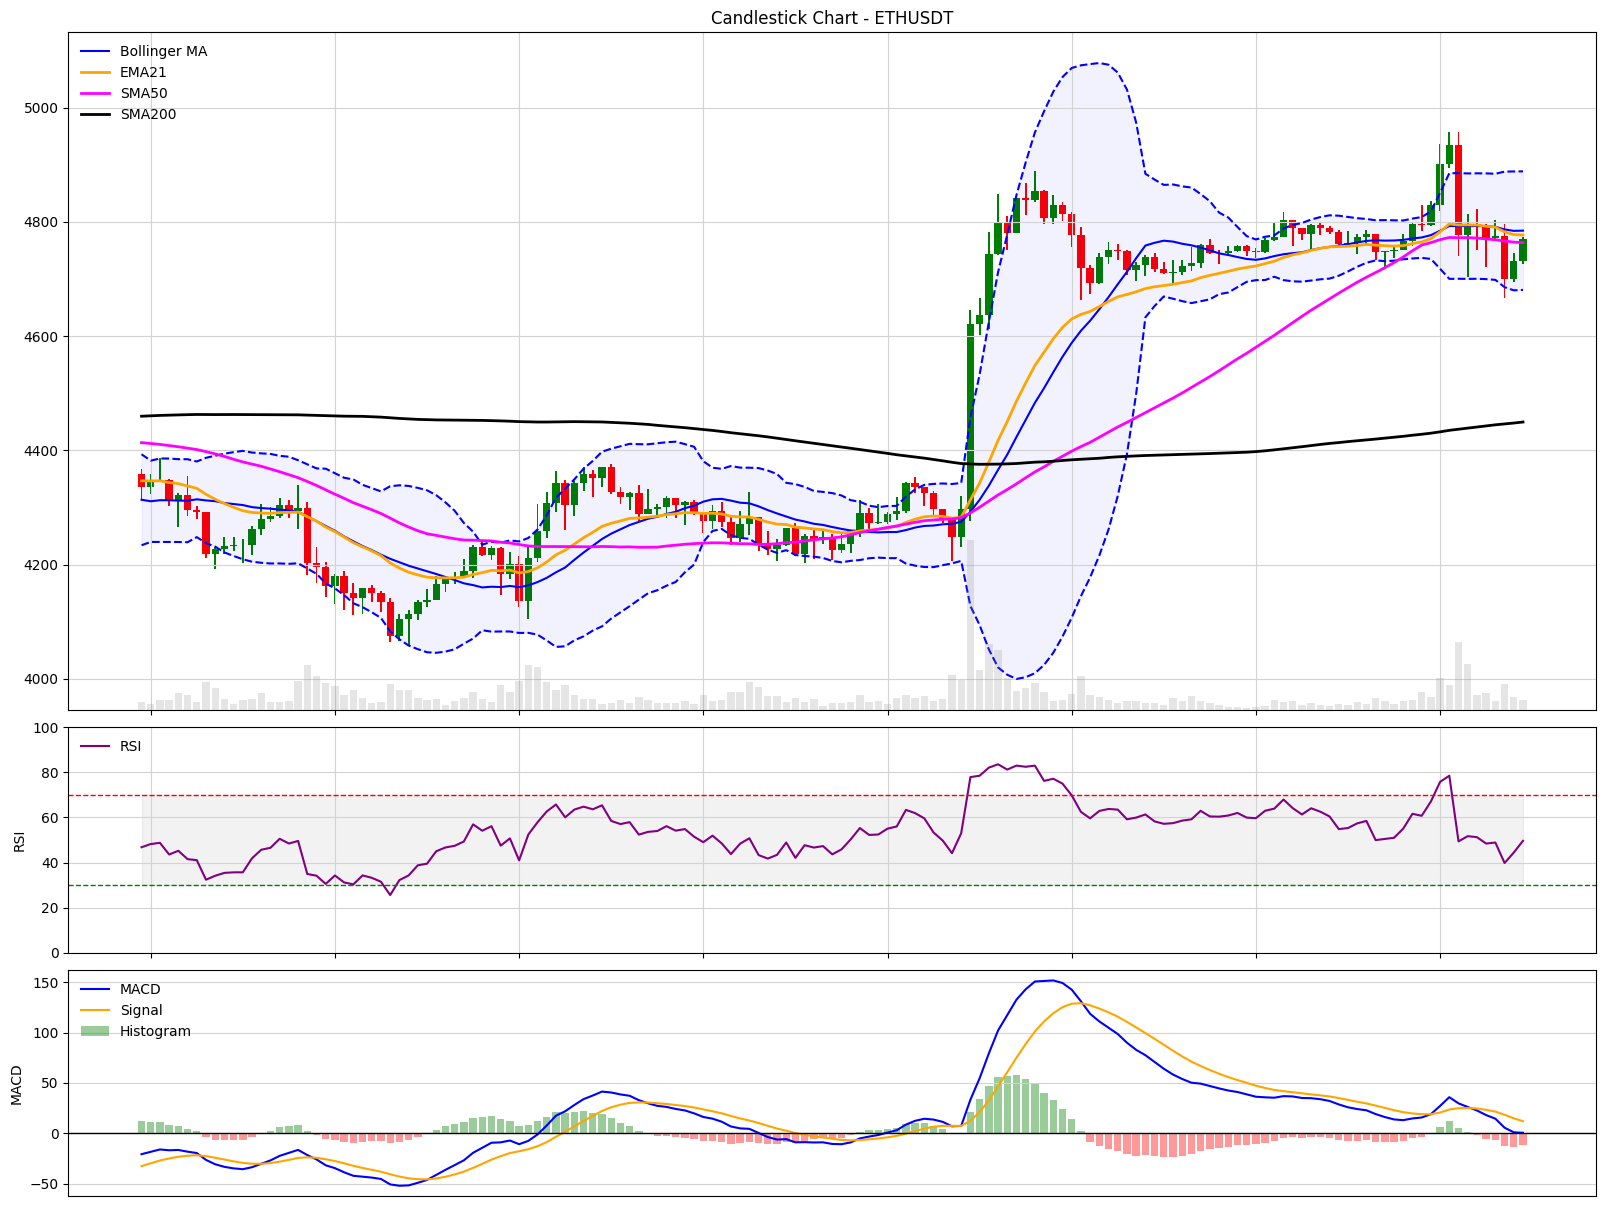 Candlestick Chart - ETHUSDT
Bollinger MA
EMA21
SMA50
SMA200
5000
4800
4600
4400
4200
4000
RSI
100
80
60
40
20
0
RSI
MACD
Signal
Histogram
150
100
50
0
−50
MACD